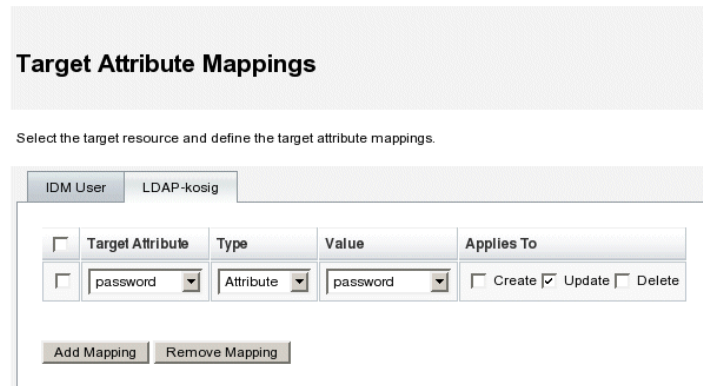 Target Attribute Mappings
Select the target resource and define the target attribute mappings.
IDM User LDAP-kosig
Target Attribute Type Value Applies To
password Attribute password Create Update Delete
Add Mapping Remove Mapping